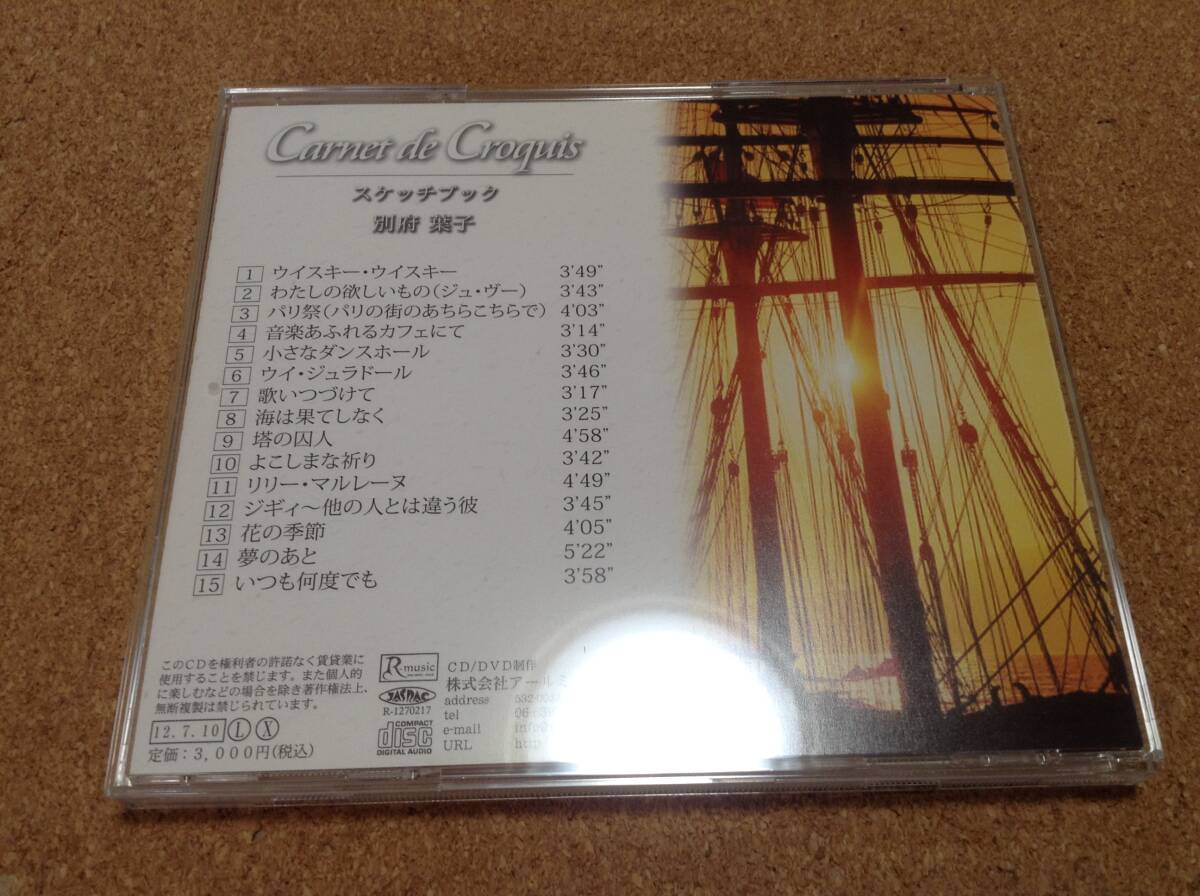 Carnet de Croquis
スケッチブック
別府 葉子
1 ウイスキー・ウイスキー 3'49"
2 わたしの欲しいもの(ジュ・ヴー) 3'43"
3 パリ祭(パリの街のあちらこちらで) 4'03"
4 音楽あふれるカフェにて 3'14"
5 小さなダンスホール 3'30"
6 ウイ・ジュラドール 3'46"
7 歌いつづけて 3'17"
8 海は果てしなく 3'25"
9 塔の囚人 4'58"
10 よこしまな祈り 3'42"
11 リリー・マルレーヌ 4'49"
12 ジギィ〜他の人とは違う彼 3'45"
13 花の季節 4'05"
14 夢のあと 5'22"
15 いつも何度でも 3'58"
このCDを権利者の許諾なく賃貸業に
使用することを禁じます。また個人的
に楽しむなどの場合を除き著作権法上、
無断複製は禁じられています。
12.7.10 L X
定価：3,000円(税込)
R-music
JASRAC
R-1270217
COMPACT
disc
DIGITAL AUDIO
CD/DVD制作
株式会社アール
address
tel 06
e-mail
URL http